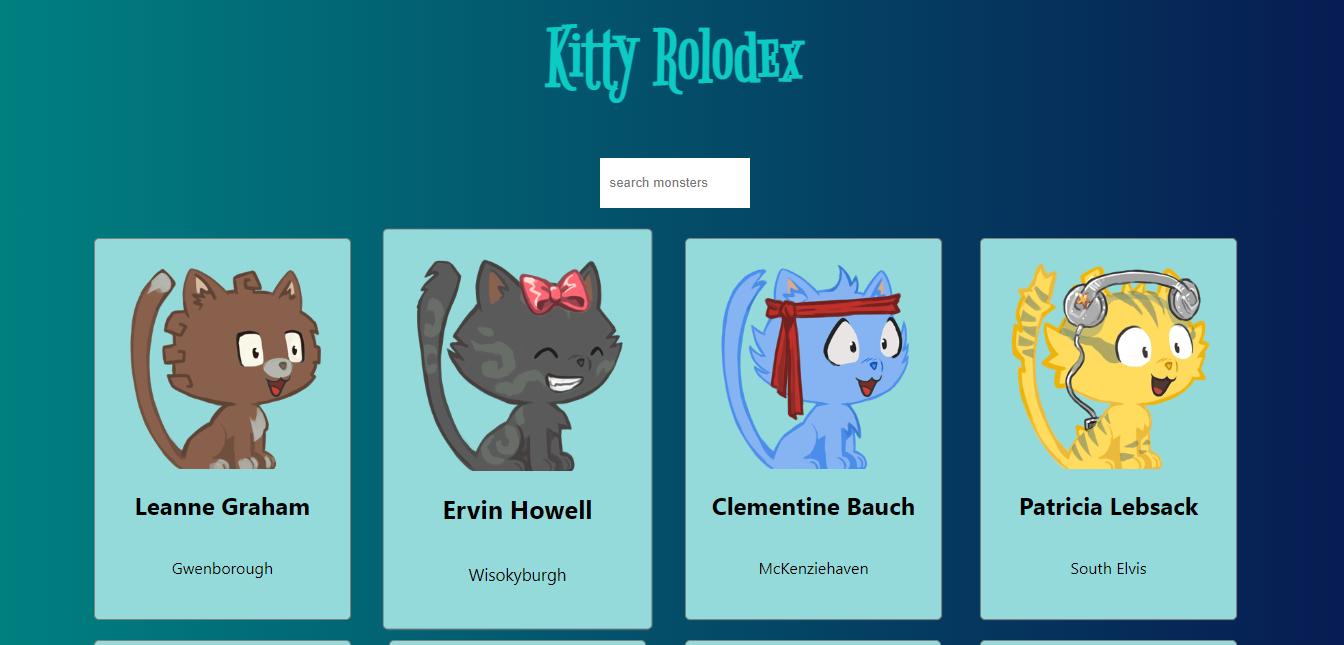 Kitty Rolodex
search monsters
Leanne Graham
Gwenborough
Ervin Howell
Wisokyburgh
Clementine Bauch
McKenziehaven
Patricia Lebsack
South Elvis